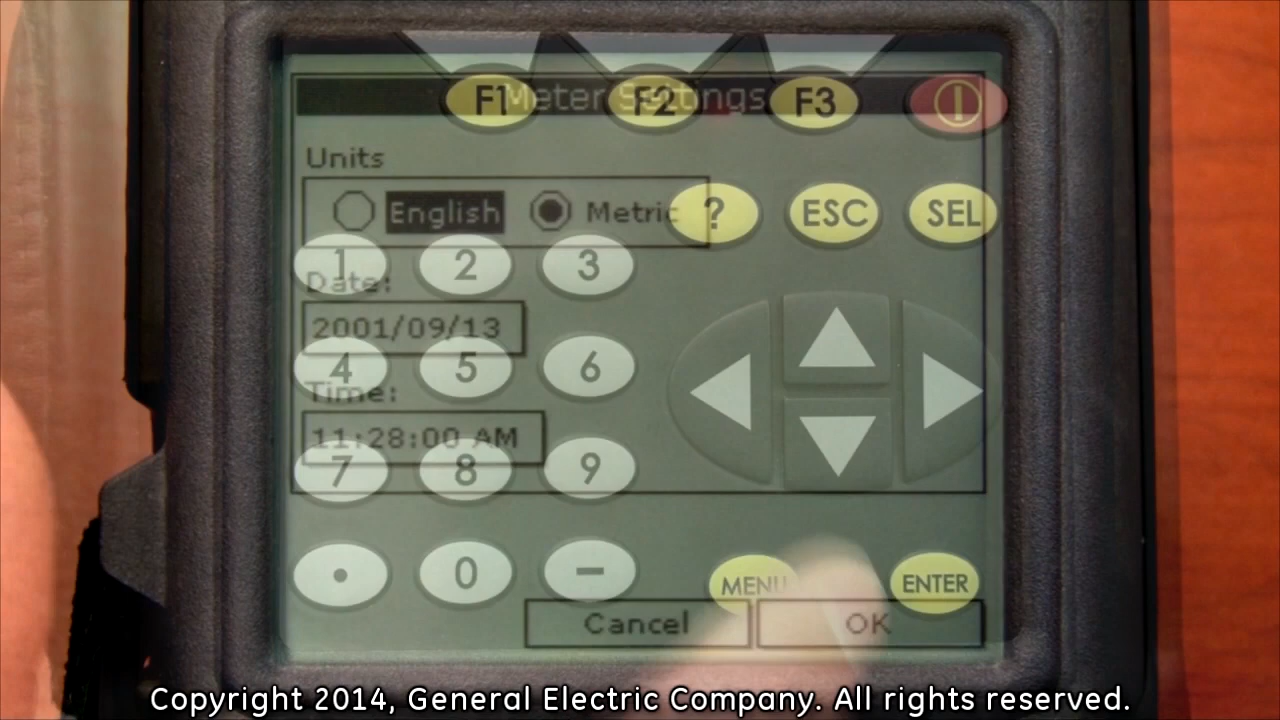 F1 F2 F3
Meter Settings
Units
English Metric ? ESC SEL
1 2 3
Date:
2001/09/13
4 5 6
Time:
11:28:00 AM
7 8 9
. 0 - MENU ENTER
Cancel OK
Copyright 2014, General Electric Company. All rights reserved.